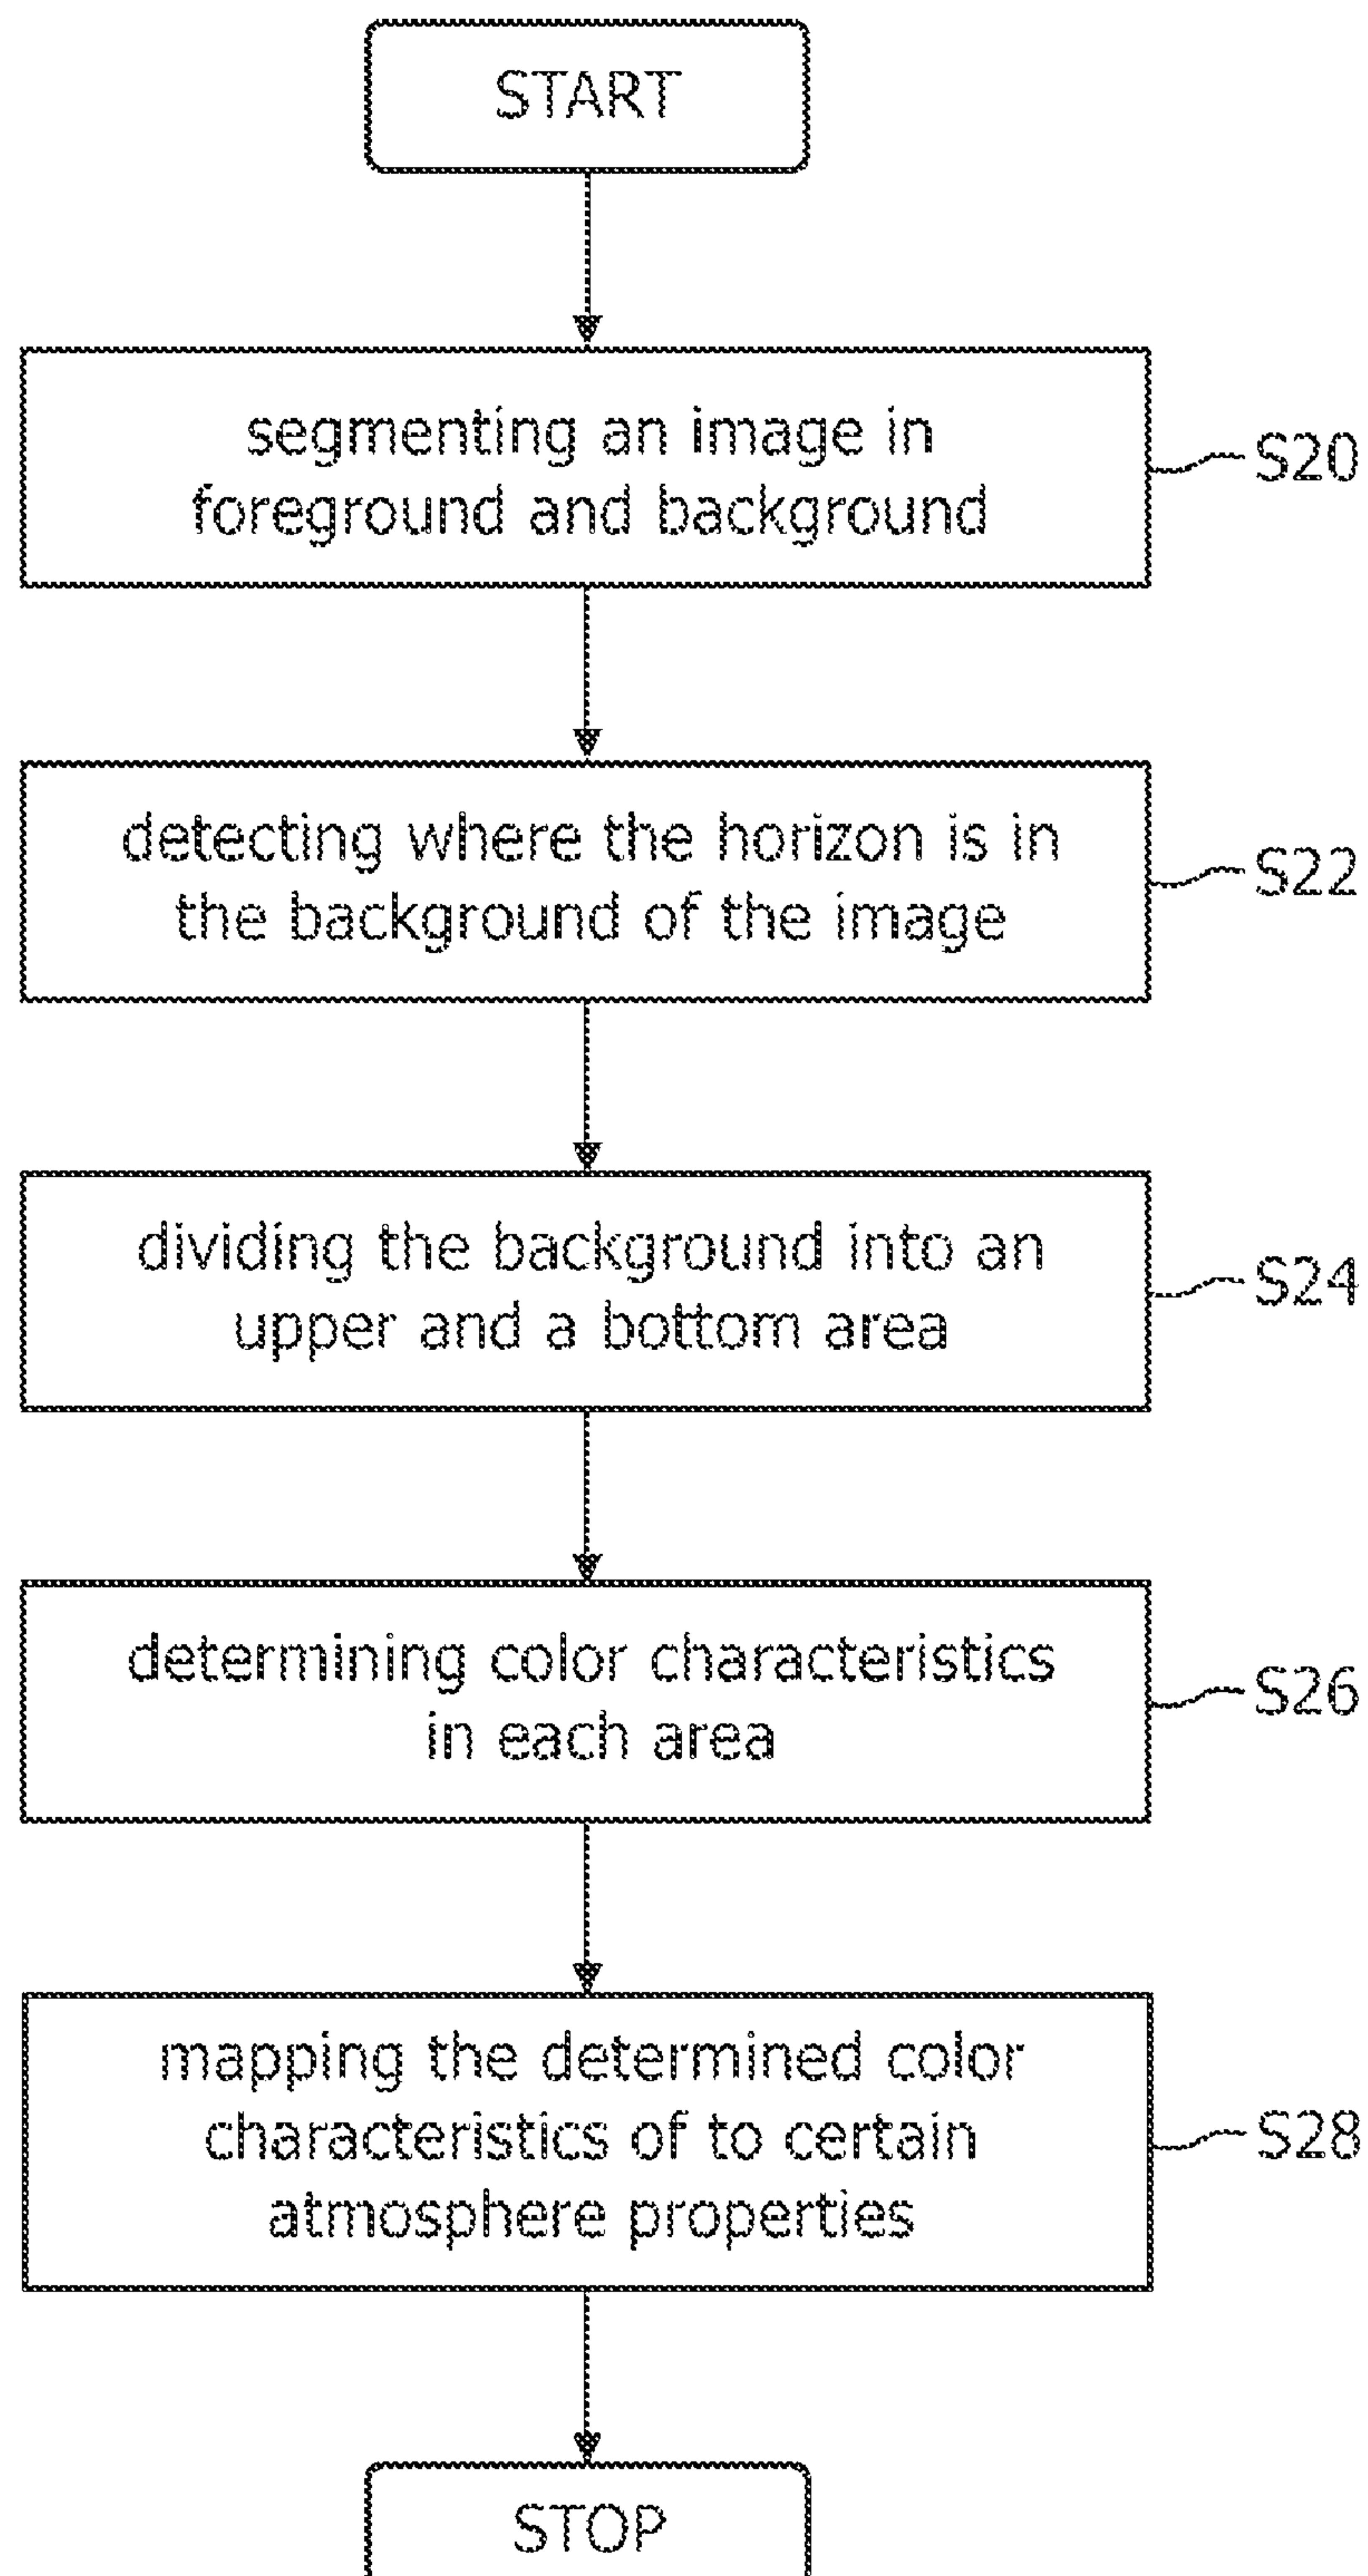 START
segmenting an image in
foreground and background
S20
detecting where the horizon is in
the background of the image
S22
dividing the background into an
upper and a bottom area
S24
determining color characteristics
in each area
S26
mapping the determined color
characteristics of to certain
atmosphere properties
S28
STOP